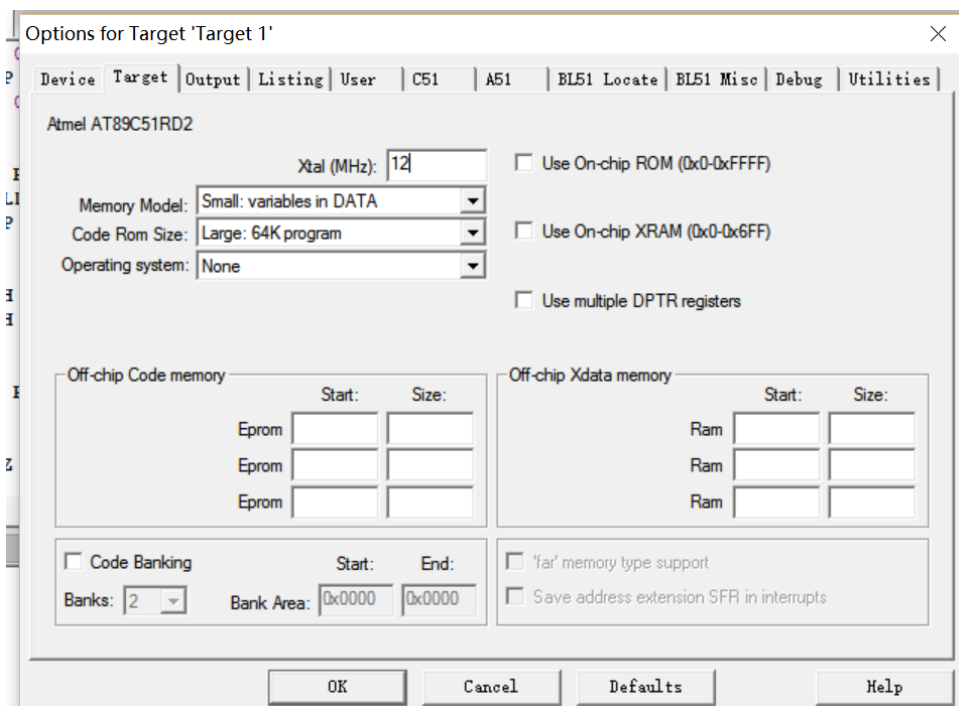 Options for Target 'Target 1'
Device Target Output Listing User C51 A51 BL51 Locate BL51 Misc Debug Utilities
Atmel AT89C51RD2
Xtal (MHz): 12
Use On-chip ROM (0x0-0xFFFF)
Memory Model: Small: variables in DATA
Use On-chip XRAM (0x0-0x6FF)
Code Rom Size: Large: 64K program
Operating system: None
Use multiple DPTR registers
Off-chip Code memory
Start: Size:
Eprom
Eprom
Eprom
Off-chip Xdata memory
Start: Size:
Ram
Ram
Ram
Code Banking Start: End:
Banks: 2 Bank Area: 0x0000 0x0000
'far' memory type support
Save address extension SFR in interrupts
OK Cancel Defaults Help